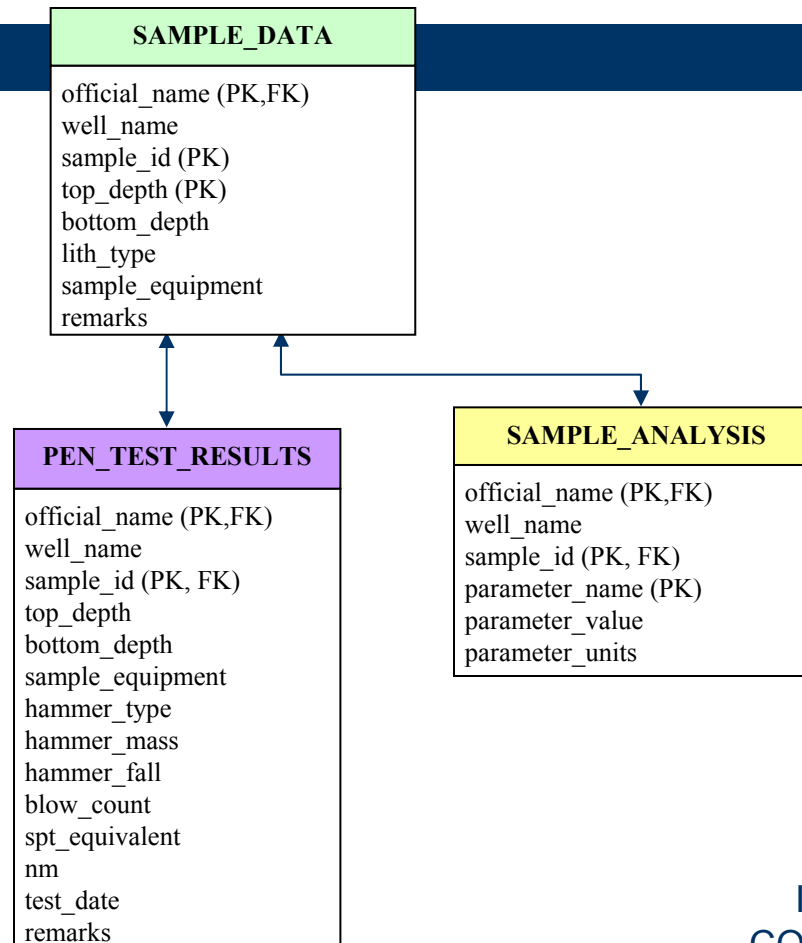 SAMPLE_DATA
official_name (PK,FK)
well_name
sample_id (PK)
top_depth (PK)
bottom_depth
lith_type
sample_equipment
remarks
PEN_TEST_RESULTS
official_name (PK,FK)
well_name
sample_id (PK, FK)
top_depth
bottom_depth
sample_equipment
hammer_type
hammer_mass
hammer_fall
blow_count
spt_equivalent
nm
test_date
remarks
SAMPLE_ANALYSIS
official_name (PK,FK)
well_name
sample_id (PK, FK)
parameter_name (PK)
parameter_value
parameter_units